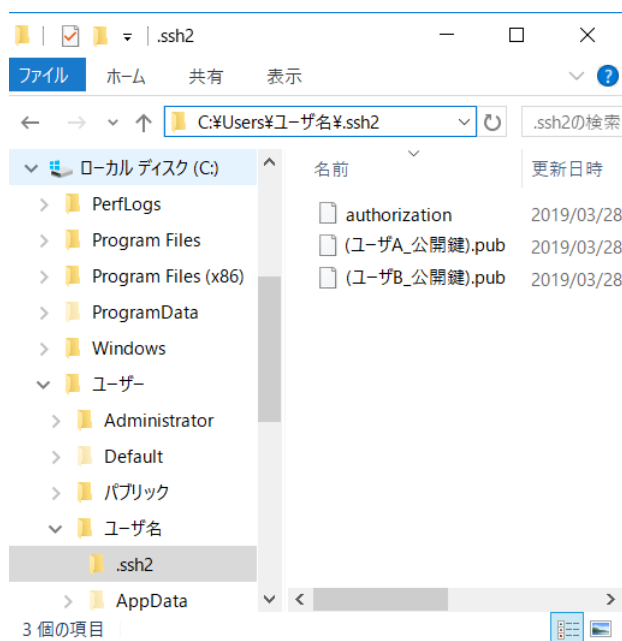 .ssh2
ファイル ホーム 共有 表示
C:¥Users¥ユーザ名¥.ssh2 .ssh2の検索
ローカル ディスク (C:)
PerfLogs
Program Files
Program Files (x86)
ProgramData
Windows
ユーザー
Administrator
Default
パブリック
ユーザ名
.ssh2
AppData
名前 更新日時
authorization 2019/03/28
(ユーザA_公開鍵).pub 2019/03/28
(ユーザB_公開鍵).pub 2019/03/28
3 個の項目